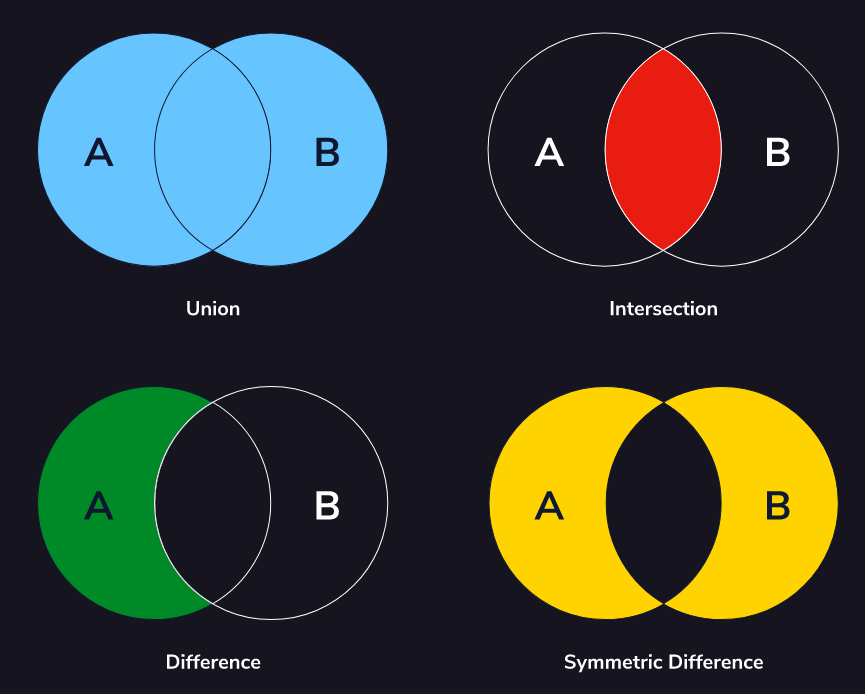 A B
A B
Union
Intersection
A B
A B
Difference
Symmetric Difference